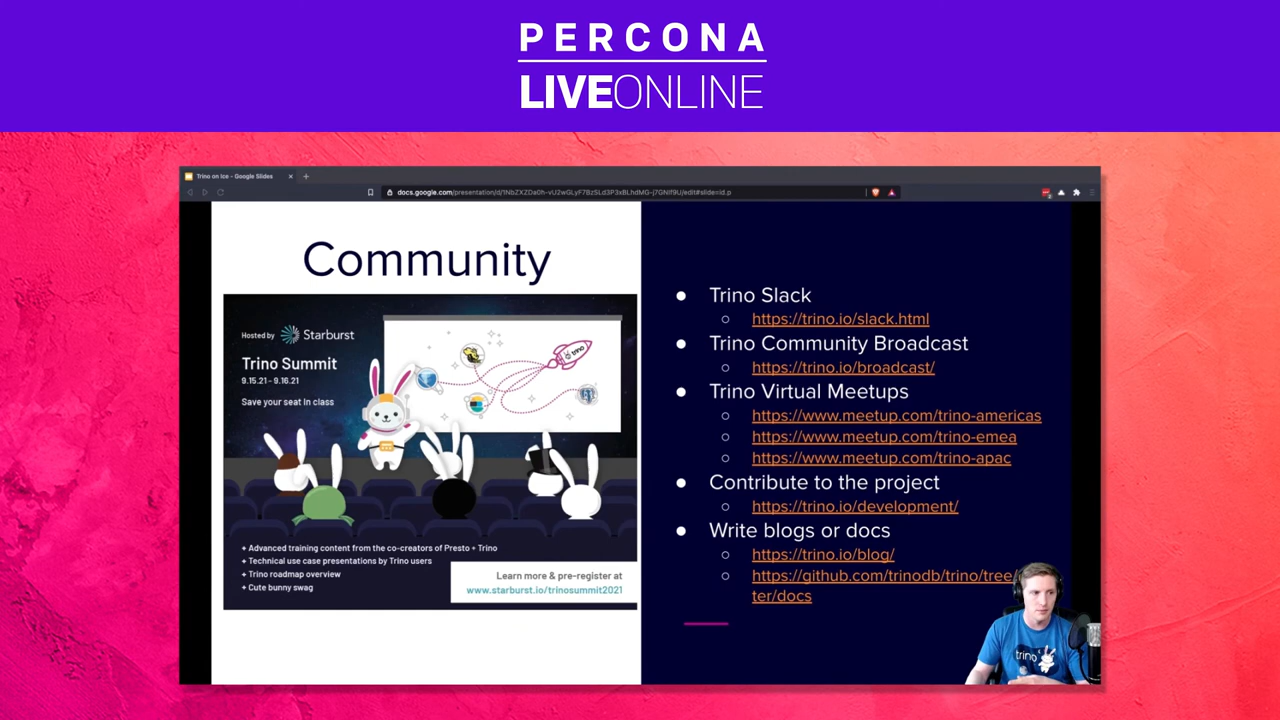 PERCONA
LIVEONLINE
Trino on Ice - Google Slides
Community
Hosted by Starburst
Trino Summit
9.15.21 - 9.16.21
Save your seat in class
trino
+ Advanced training content from the co-creators of Presto + Trino
+ Technical use case presentations by Trino users
+ Trino roadmap overview
+ Cute bunny swag
Learn more & pre-register at
www.starburst.io/trinosummit2021
● Trino Slack
○ https://trino.io/slack.html
● Trino Community Broadcast
○ https://trino.io/broadcast/
● Trino Virtual Meetups
○ https://www.meetup.com/trino-americas
○ https://www.meetup.com/trino-emea
○ https://www.meetup.com/trino-apac
● Contribute to the project
○ https://trino.io/development/
● Write blogs or docs
○ https://trino.io/blog/
○ https://github.com/trinodb/trino/tree/
ter/docs
trino